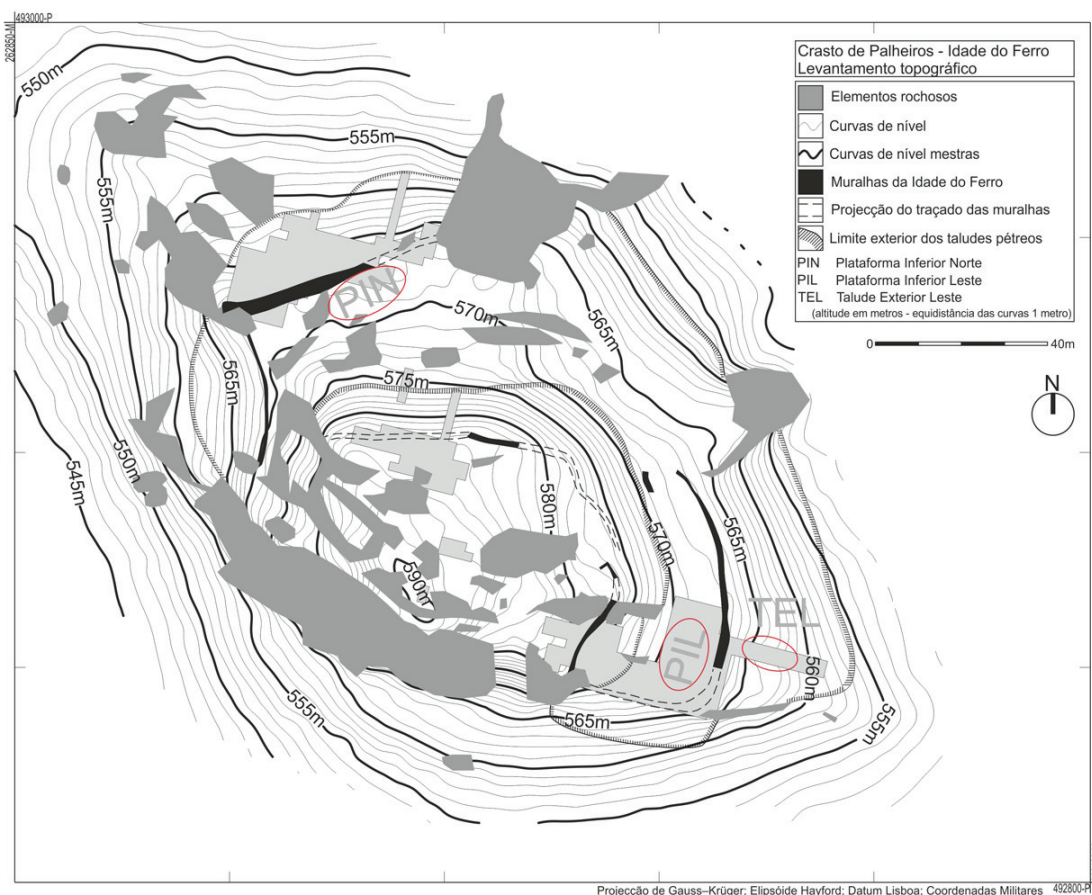 493000-P
262850-M
Crasto de Palheiros - Idade do Ferro
Levantamento topográfico
Elementos rochosos
Curvas de nível
Curvas de nível mestras
Muralhas da Idade do Ferro
Projecção do traçado das muralhas
Limite exterior dos taludes pétreos
PIN Plataforma Inferior Norte
PIL Plataforma Inferior Leste
TEL Talude Exterior Leste
(altitude em metros - equidistância das curvas 1 metro)
0 40m
N
550m
555m
555m
PIN
570m
565m
565m
575m
550m
545m
580m
570m
565m
590m
TEL
PIL
560m
555m
565m
555m
Projecção de Gauss–Krüger; Elipsóide Hayford; Datum Lisboa; Coordenadas Militares
492800-P